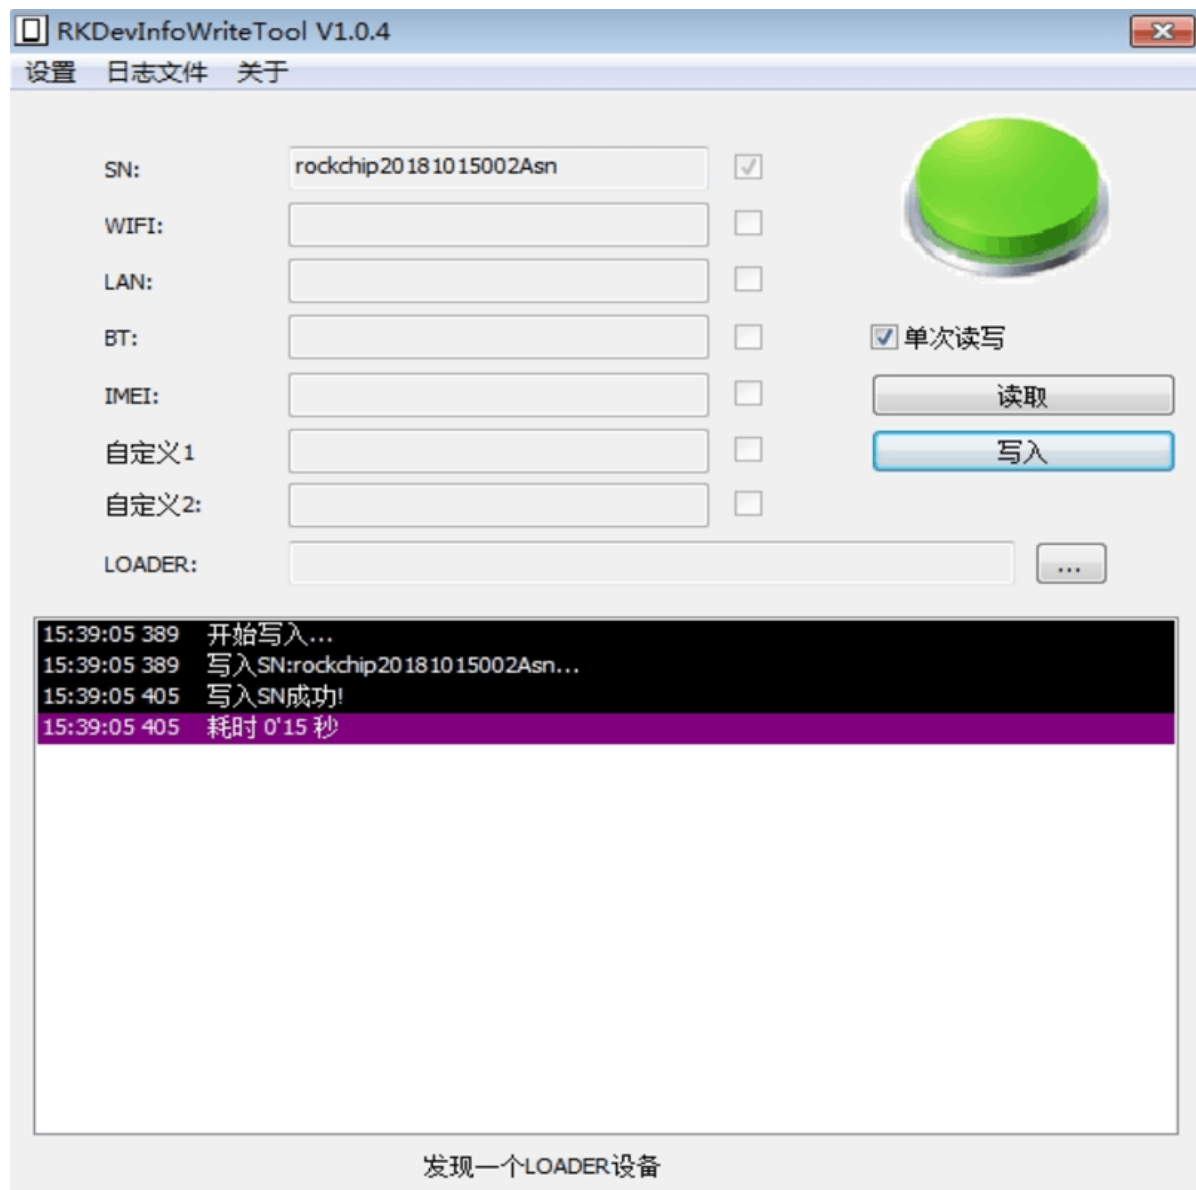 RKDevInfoWriteTool V1.0.4
设置 日志文件 关于
SN: rockchip20181015002Asn
WIFI:
LAN:
BT:
单次读写
IMEI:
读取
自定义1
写入
自定义2:
LOADER:
...
15:39:05 389 开始写入...
15:39:05 389 写入SN:rockchip20181015002Asn...
15:39:05 405 写入SN成功!
15:39:05 405 耗时 0'15 秒
发现一个LOADER设备